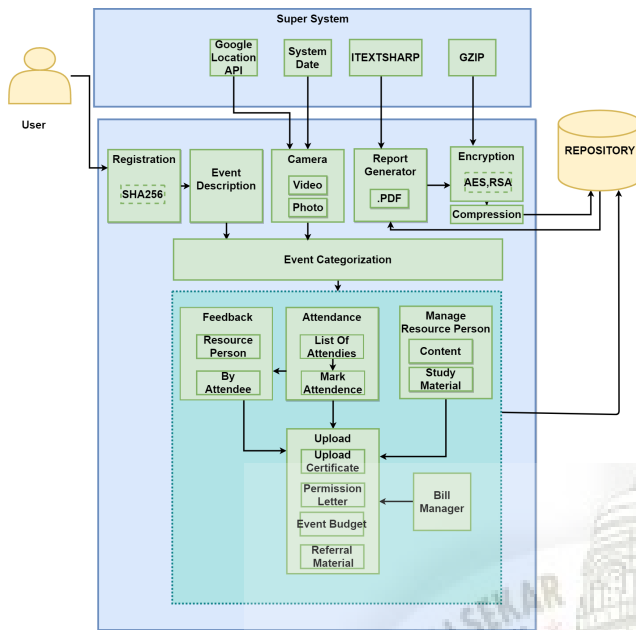 Super System
Google
Location
API
System
Date
ITEXTSHARP
GZIP
User
REPOSITORY
Registration
SHA256
Event
Description
Camera
Video
Photo
Report
Generator
.PDF
Encryption
AES,RSA
Compression
Event Categorization
Feedback
Resource
Person
By
Attendee
Attendance
List Of
Attendies
Mark
Attendence
Manage
Resource Person
Content
Study
Material
Upload
Upload
Certificate
Permission
Letter
Event Budget
Referral
Material
Bill
Manager
ASEKAR